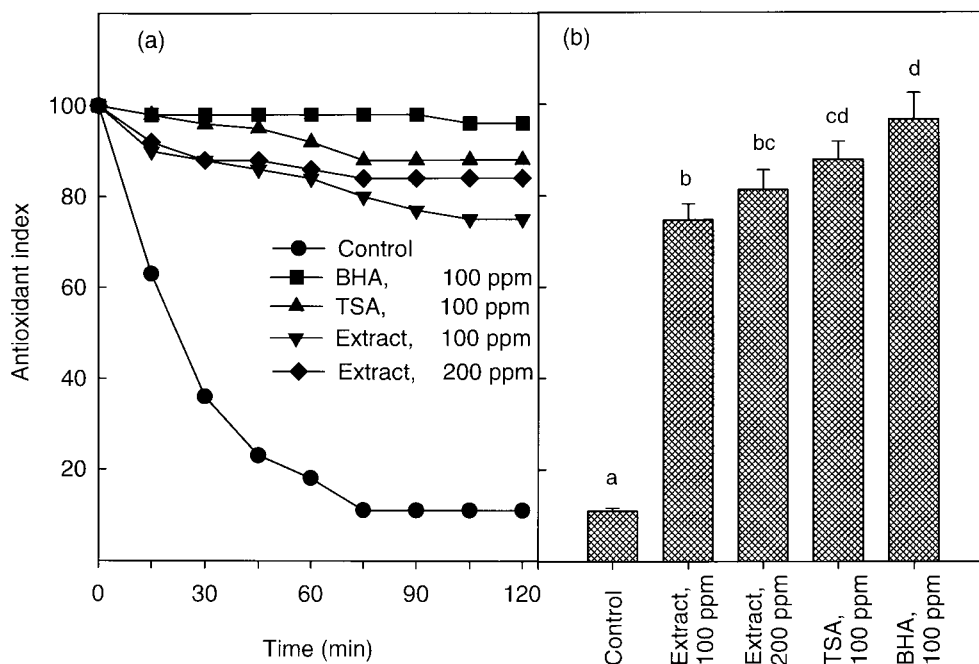 (a)
Antioxidant index
100
80
60
40
20
0
30
60
90
120
Time (min)
Control
BHA, 100 ppm
TSA, 100 ppm
Extract, 100 ppm
Extract, 200 ppm
(b)
a
b
bc
cd
d
Control
Extract,
100 ppm
Extract,
200 ppm
TSA,
100 ppm
BHA,
100 ppm